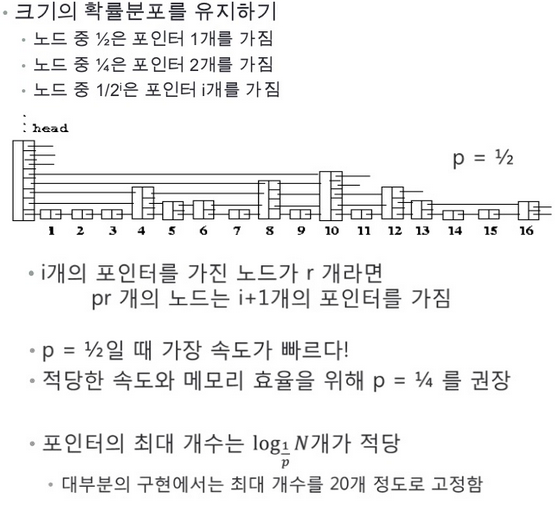 • 크기의 확률분포를 유지하기
• 노드 중 ½은 포인터 1개를 가짐
• 노드 중 ¼은 포인터 2개를 가짐
• 노드 중 1/2ⁱ은 포인터 i개를 가짐
head
p = ½
1 2 3 4 5 6 7 8 9 10 11 12 13 14 15 16
• i개의 포인터를 가진 노드가 r 개라면
pr 개의 노드는 i+1개의 포인터를 가짐
• p = ½일 때 가장 속도가 빠르다!
• 적당한 속도와 메모리 효율을 위해 p = ¼ 를 권장
• 포인터의 최대 개수는 log_{1/p} N개가 적당
• 대부분의 구현에서는 최대 개수를 20개 정도로 고정함